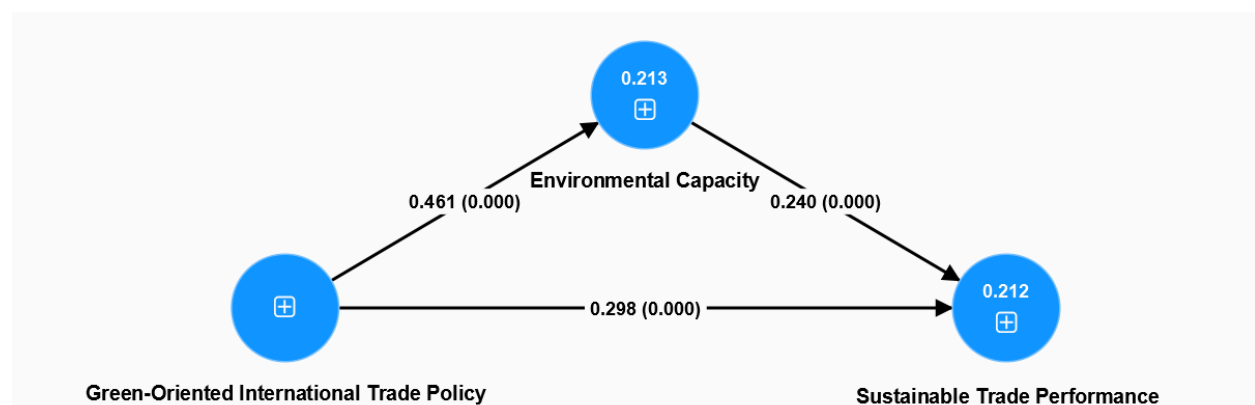 0.213
Environmental Capacity
0.461 (0.000)
0.240 (0.000)
0.298 (0.000)
0.212
Green-Oriented International Trade Policy
Sustainable Trade Performance